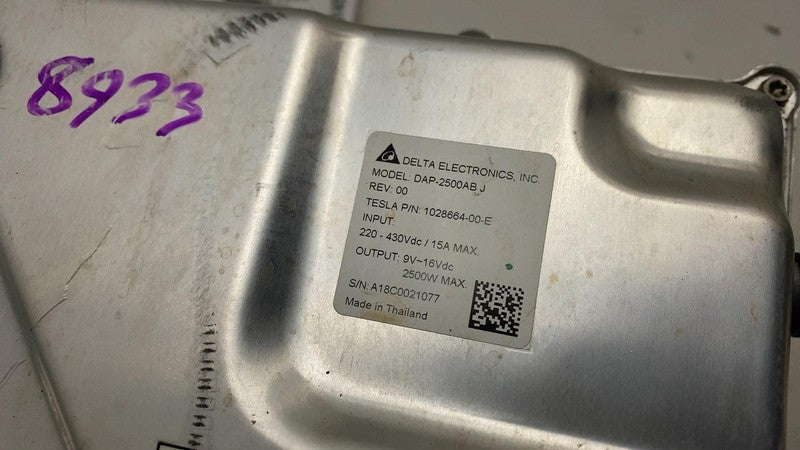 8933
DELTA ELECTRONICS, INC.
MODEL: DAP-2500AB J
REV: 00
TESLA P/N: 1028664-00-E
INPUT:
220 - 430Vdc / 15A MAX.
OUTPUT: 9V~16Vdc
2500W MAX.
S/N: A18C0021077
Made in Thailand